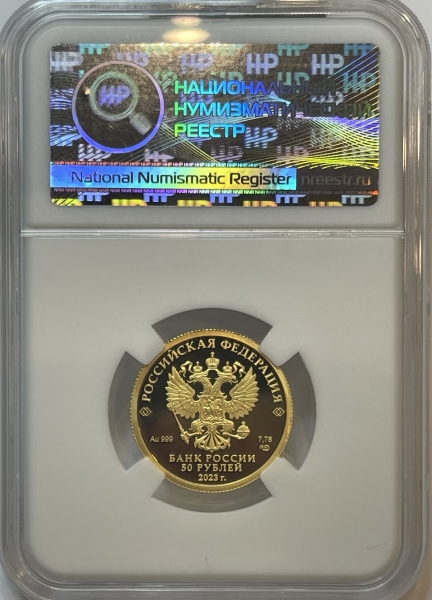 НАЦИОНАЛЬНЫЙ
НУМИЗМАТИЧЕСКИЙ
РЕЕСТР
National Numismatic Register nreestr.ru
РОССИЙСКАЯ ФЕДЕРАЦИЯ
Au 999 7,78
БАНК РОССИИ
50 РУБЛЕЙ
2023 г.